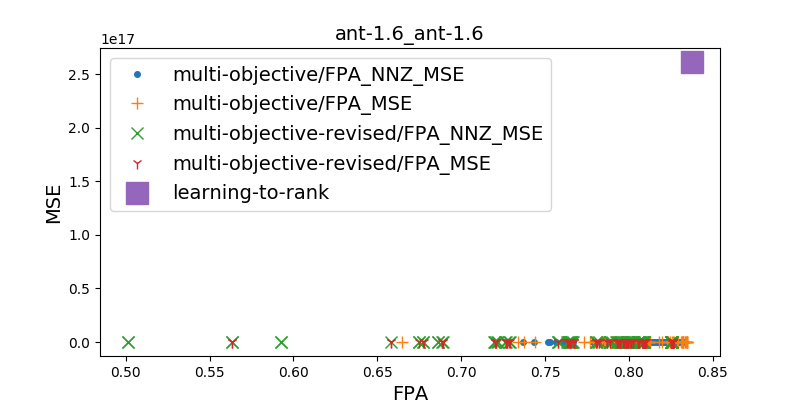 ant-1.6_ant-1.6
1e17
multi-objective/FPA_NNZ_MSE
multi-objective/FPA_MSE
multi-objective-revised/FPA_NNZ_MSE
multi-objective-revised/FPA_MSE
learning-to-rank
MSE
2.5
2.0
1.5
1.0
0.5
0.0
0.50
0.55
0.60
0.65
0.70
0.75
0.80
0.85
FPA